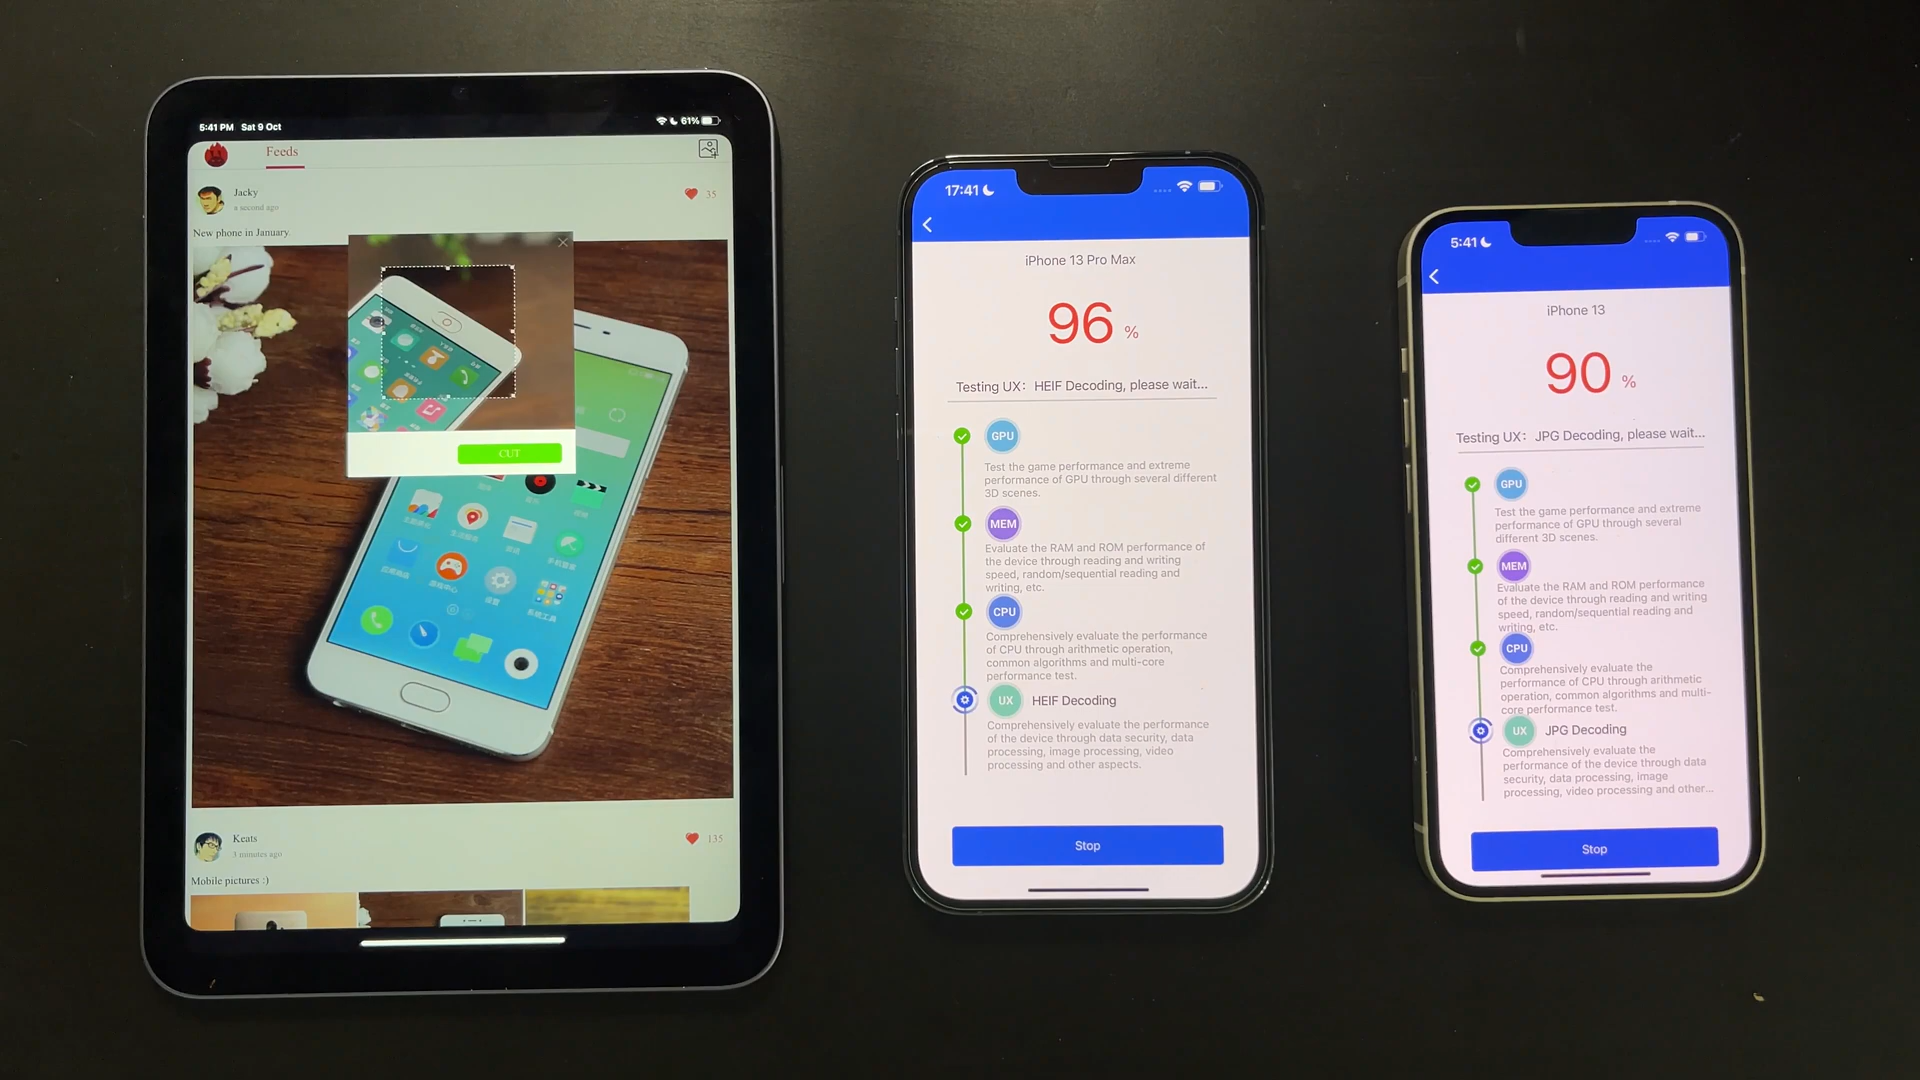 5:41 PM Sat 9 Oct
61%
Feeds
Jacky
a second ago
35
New phone in January.
CUT
Keats
3 minutes ago
135
Mobile pictures :)
17:41
iPhone 13 Pro Max
96 %
Testing UX: HEIF Decoding, please wait...
GPU
Test the game performance and extreme
performance of GPU through several different
3D scenes.
MEM
Evaluate the RAM and ROM performance of
the device through reading and writing
speed, random/sequential reading and
writing, etc.
CPU
Comprehensively evaluate the performance
of CPU through arithmetic operation,
common algorithms and multi-core
performance test.
UX HEIF Decoding
Comprehensively evaluate the performance
of the device through data security, data
processing, image processing, video
processing and other aspects.
Stop
5:41
iPhone 13
90 %
Testing UX: JPG Decoding, please wait...
GPU
Test the game performance and extreme
performance of GPU through several
different 3D scenes.
MEM
Evaluate the RAM and ROM performance
of the device through reading and writing
speed, random/sequential reading and
writing, etc.
CPU
Comprehensively evaluate the
performance of CPU through arithmetic
operation, common algorithms and multi-
core performance test.
UX JPG Decoding
Comprehensively evaluate the
performance of the device through data
security, data processing, image
processing, video processing and other...
Stop